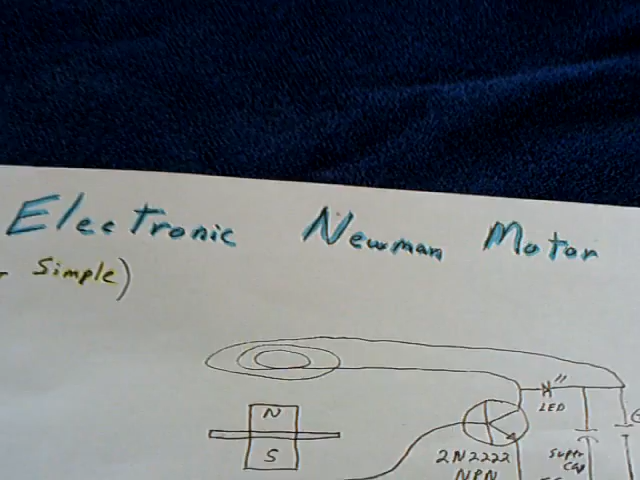 Electronic Newman Motor
Simple)
N
S
LED
2N2222
NPN
Super
Cap